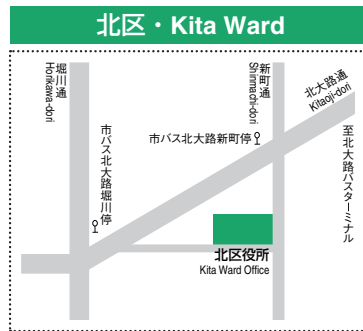 北区・Kita Ward
堀川通
Horikawa-dori
新町通
Shinmachi-dori
北大路通
Kitaoji-dori
市バス北大路新町停
市バス北大路堀川停
至北大路バスターミナル
北区役所
Kita Ward Office